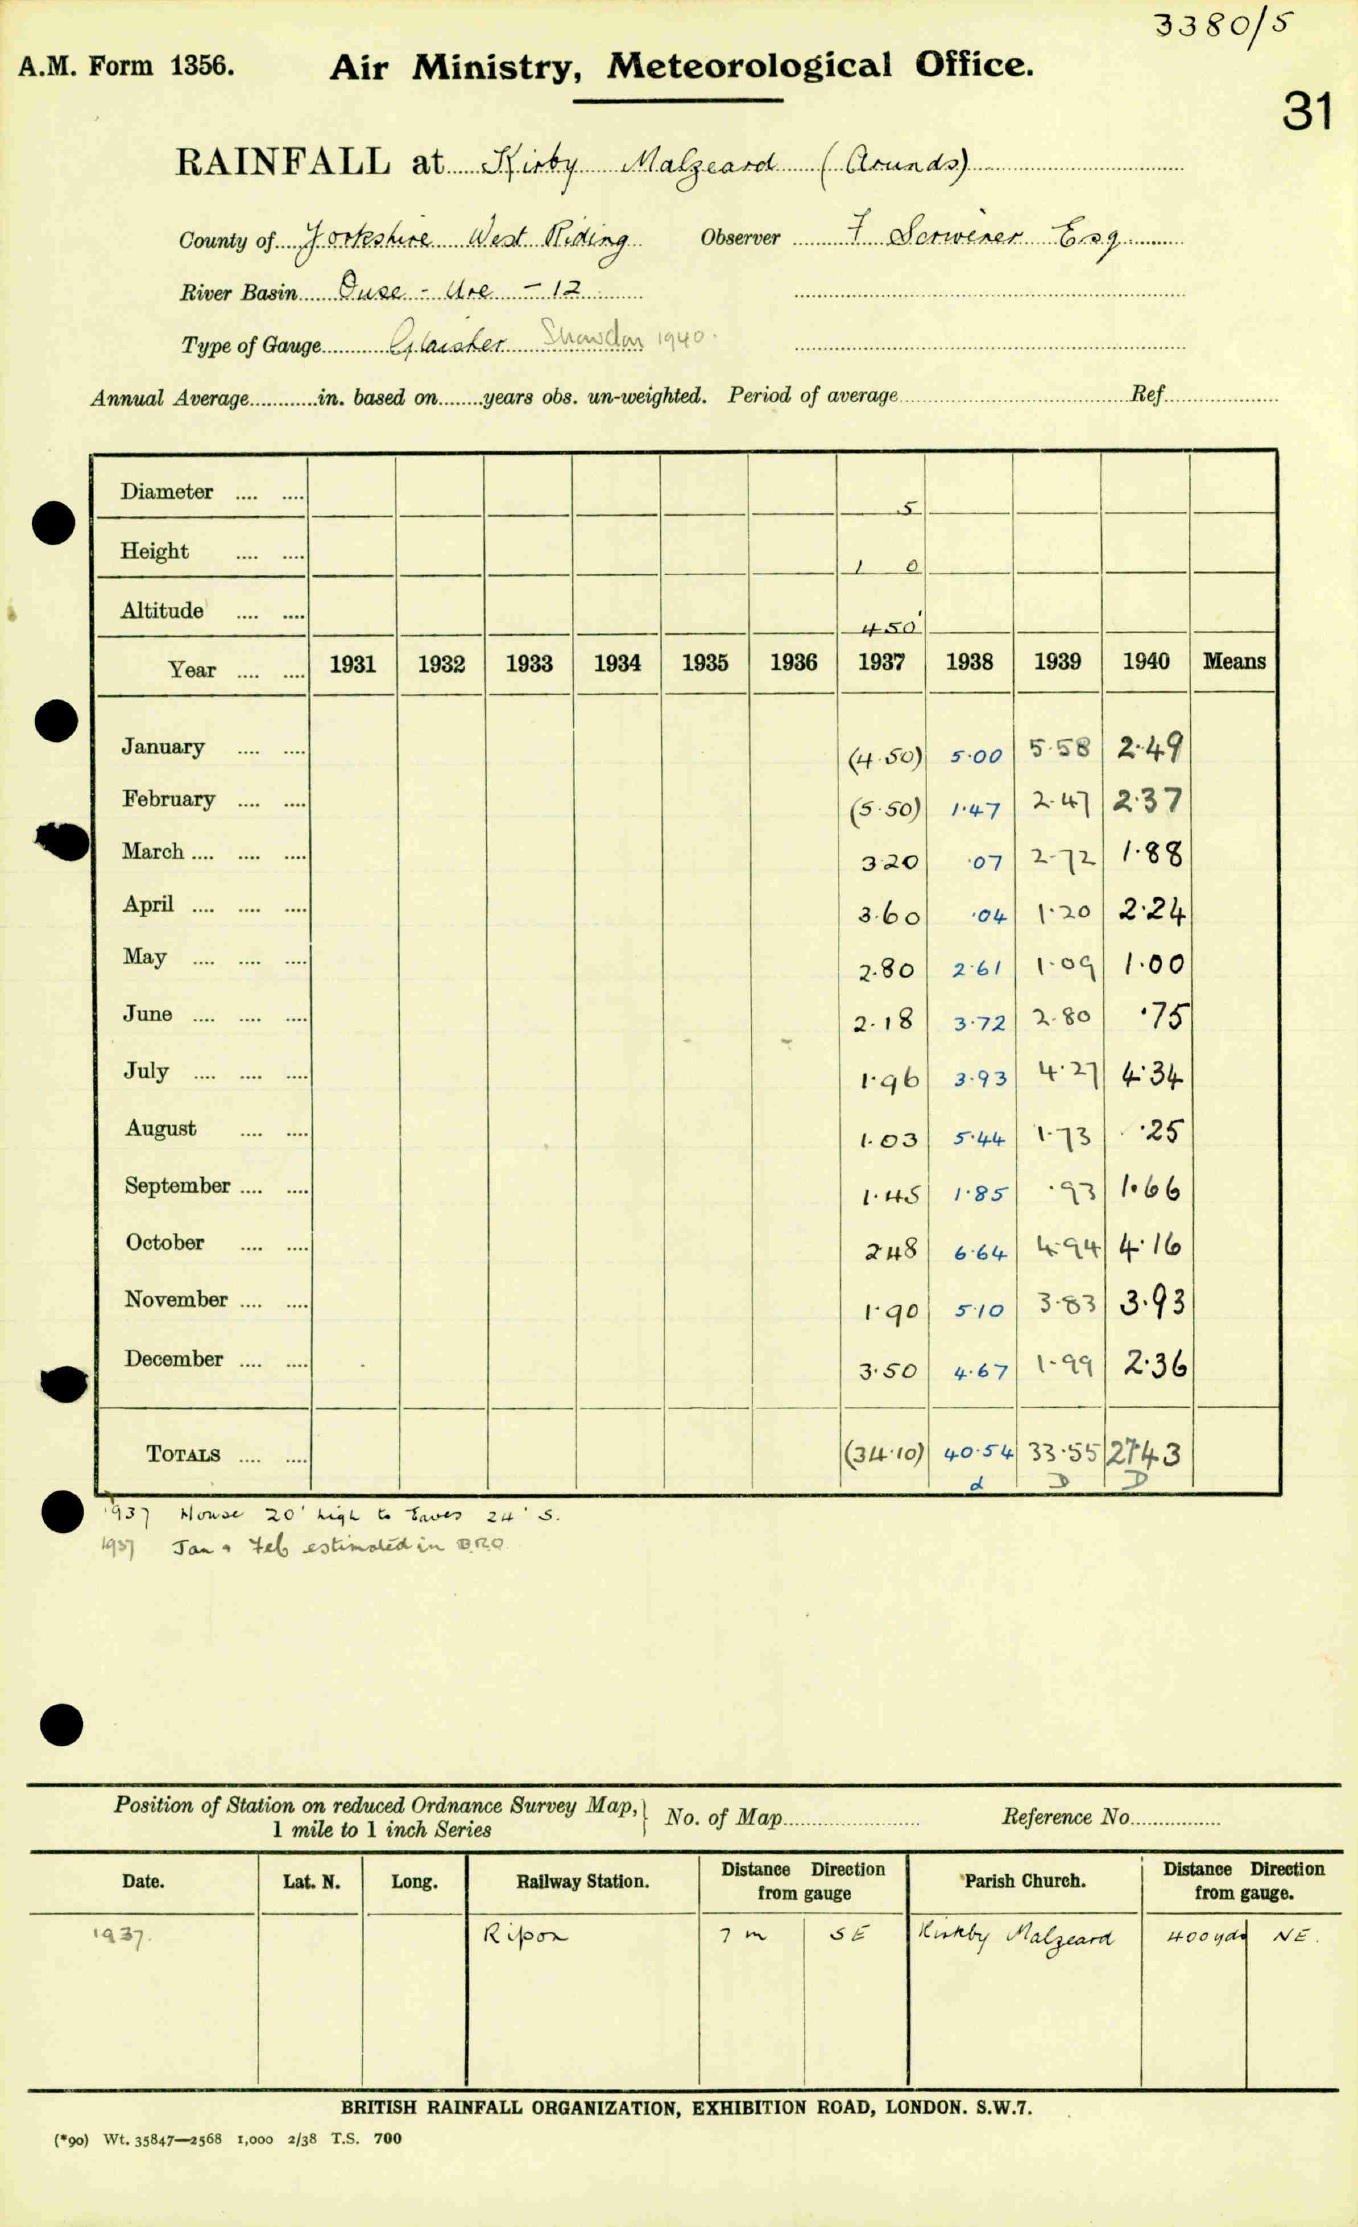 3380/5
A.M. Form 1356. Air Ministry, Meteorological Office.
31
RAINFALL at Kirby Malzeard (Arunds)
County of Yorkshire West Riding Observer F Scrivener Esq
River Basin Ouse - Ure - 12
Type of Gauge Glaisher Snowdon 1940.
Annual Average............in. based on........years obs. un-weighted. Period of average Ref.
Diameter .... .... 5
Height .... .... 1 0
Altitude .... .... 450'
Year .... .... 1931 1932 1933 1934 1935 1936 1937 1938 1939 1940 Means
January .... .... (4.50) 5.00 5.58 2.49
February .... .... (5.50) 1.47 2.47 2.37
March .... .... .... 3.20 .07 2.72 1.88
April .... .... .... 3.60 .04 1.20 2.24
May .... .... .... 2.80 2.61 1.09 1.00
June .... .... .... 2.18 3.72 2.80 .75
July .... .... .... 1.96 3.93 4.27 4.34
August .... .... 1.03 5.44 1.73 .25
September .... .... 1.45 1.85 .93 1.66
October .... .... 2.48 6.64 4.94 4.16
November .... .... 1.90 5.10 3.83 3.93
December .... .... 3.50 4.67 1.99 2.36
TOTALS .... .... (34.10) 40.54 33.55 27.43
d D D
1937 House 20' high to Eaves 24' S.
1937 Jan & Feb estimated in B.R.O.
Position of Station on reduced Ordnance Survey Map, No. of Map Reference No.
1 mile to 1 inch Series
Date. Lat. N. Long. Railway Station. Distance Direction from gauge Parish Church. Distance Direction from gauge.
1937. Ripon 7 m SE Kirkby Malzeard 400 yds NE.
BRITISH RAINFALL ORGANIZATION, EXHIBITION ROAD, LONDON. S.W.7.
(*90) Wt. 35847—2568 1,000 2/38 T.S. 700